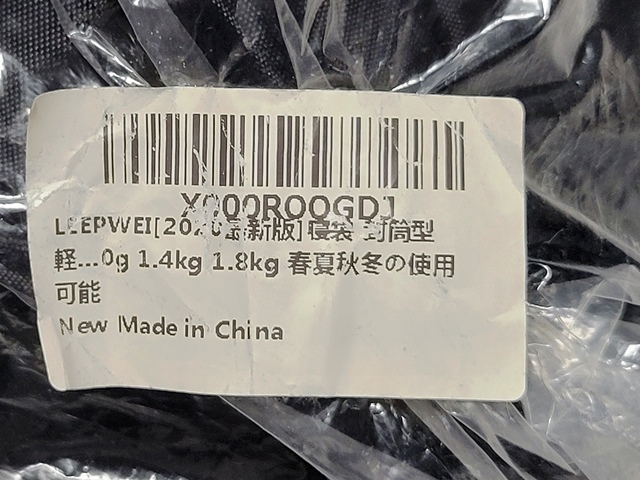 X000ROOGDJ
LEEPWEI[2020最新版]寝袋 封筒型
軽...0g 1.4kg 1.8kg 春夏秋冬の使用
可能
New Made in China